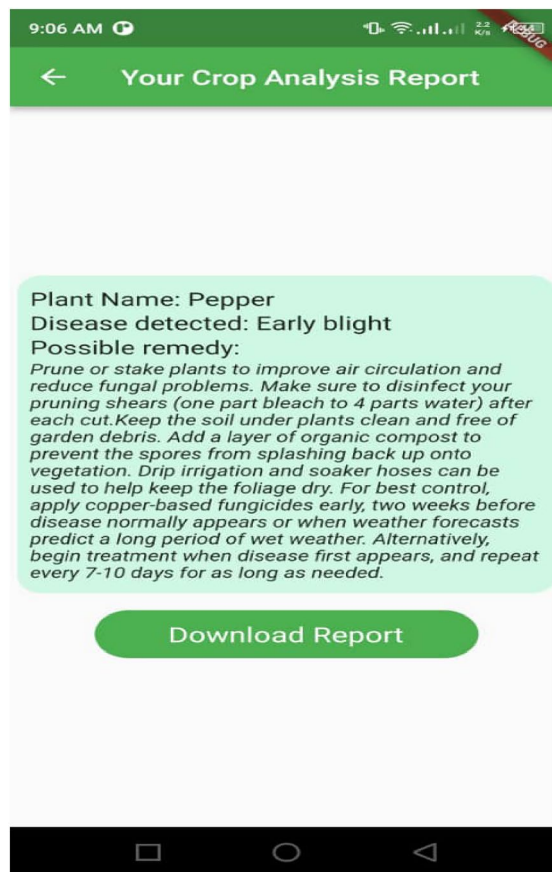 9:06 AM
2.2
K/s
DEBUG
Your Crop Analysis Report
Plant Name: Pepper
Disease detected: Early blight
Possible remedy:
Prune or stake plants to improve air circulation and
reduce fungal problems. Make sure to disinfect your
pruning shears (one part bleach to 4 parts water) after
each cut.Keep the soil under plants clean and free of
garden debris. Add a layer of organic compost to
prevent the spores from splashing back up onto
vegetation. Drip irrigation and soaker hoses can be
used to help keep the foliage dry. For best control,
apply copper-based fungicides early, two weeks before
disease normally appears or when weather forecasts
predict a long period of wet weather. Alternatively,
begin treatment when disease first appears, and repeat
every 7-10 days for as long as needed.
Download Report